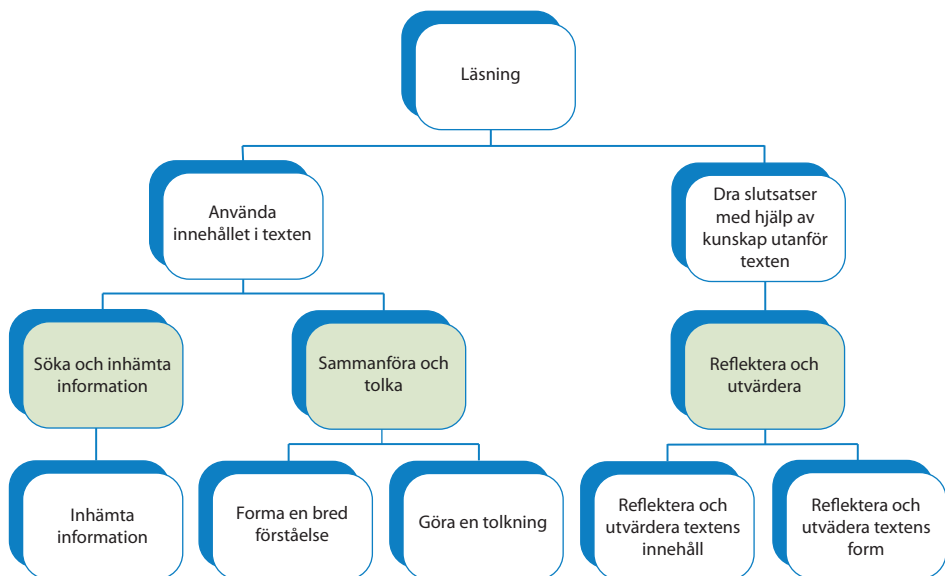 Läsning
Använda
innehållet i texten
Dra slutsatser
med hjälp av
kunskap utanför
texten
Söka och inhämta
information
Sammanföra och
tolka
Reflektera och
utvärdera
Inhämta
information
Forma en bred
förståelse
Göra en tolkning
Reflektera och
utvärdera textens
innehåll
Reflektera och
utvädera textens
form